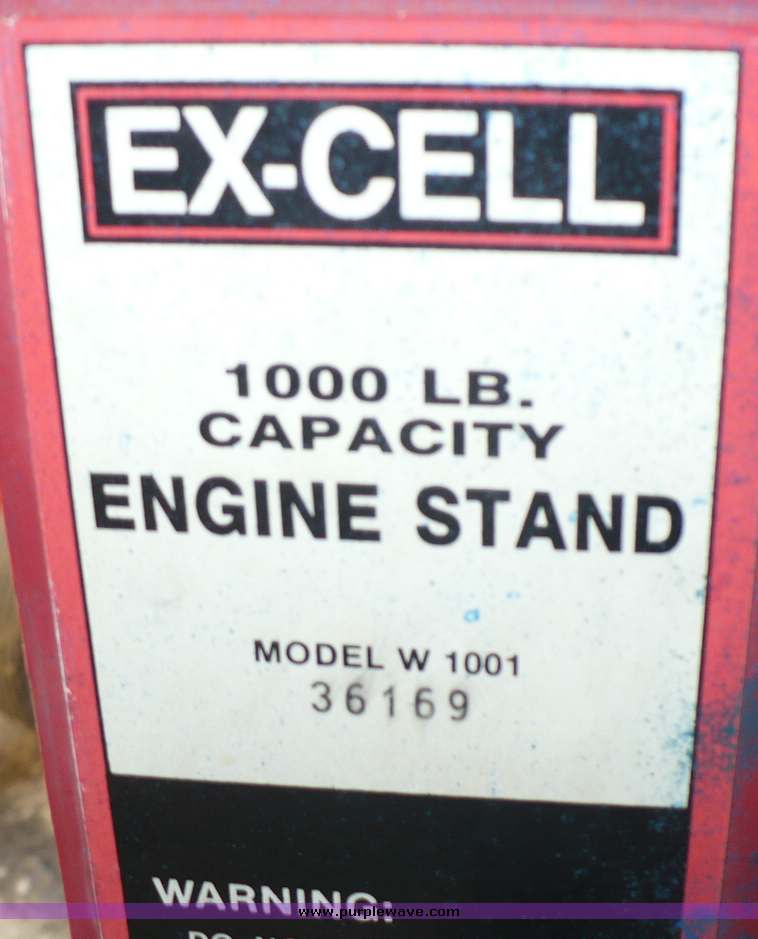 EX-CELL
1000 LB.
CAPACITY
ENGINE STAND
MODEL W 1001
36169
WARNING:
www.purplewave.com